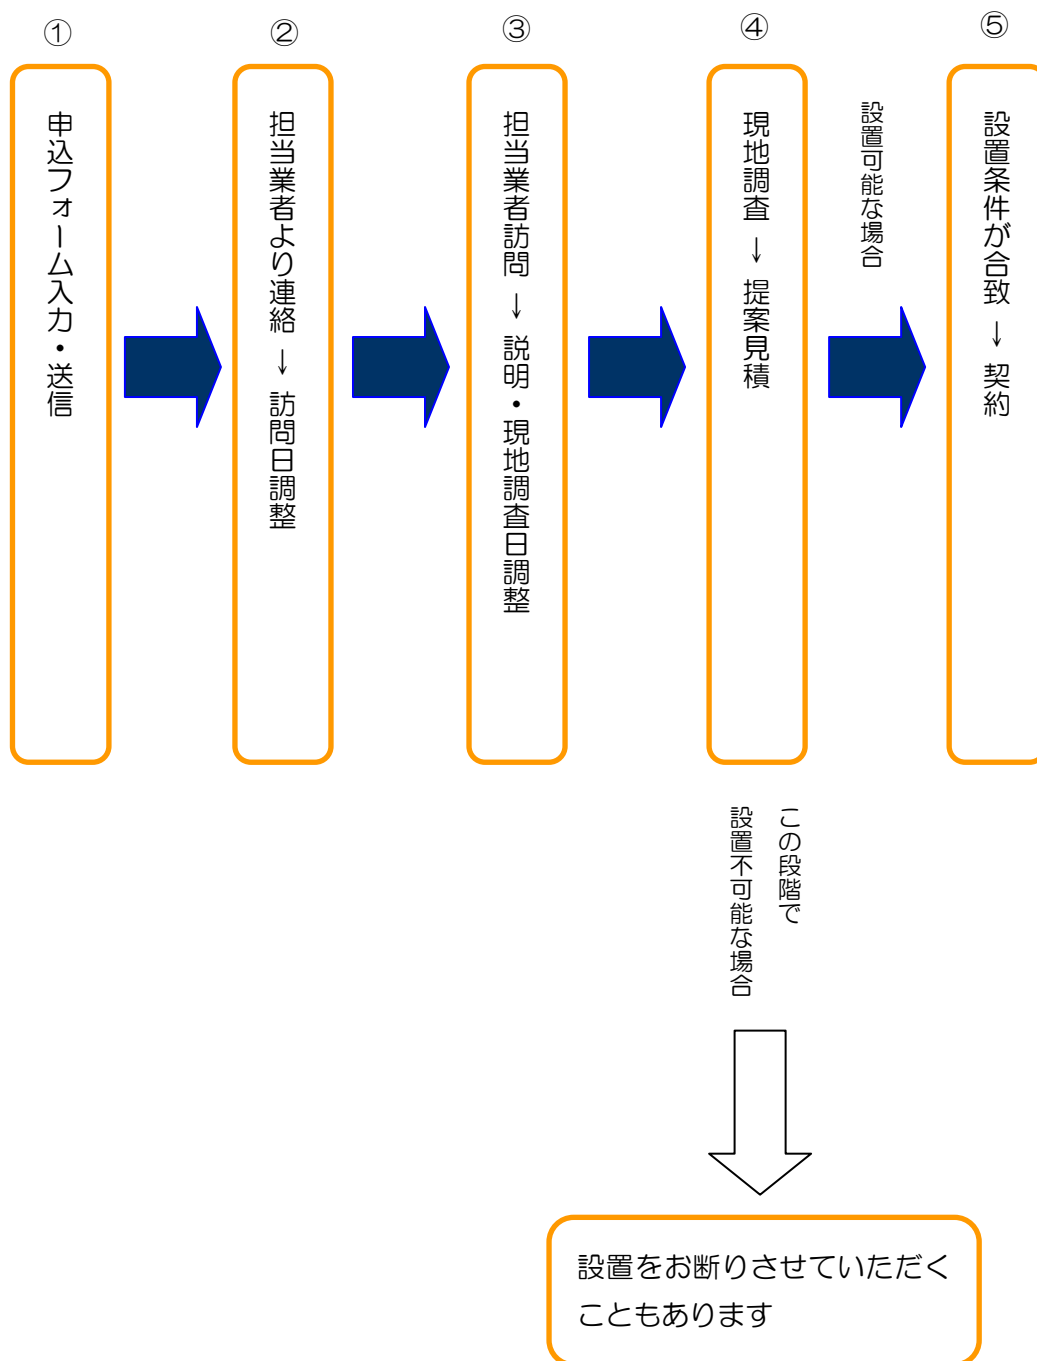 ①
申込フォーム入力・送信
②
担当業者より連絡 → 訪問日調整
③
担当業者訪問 → 説明・現地調査日調整
④
現地調査 → 提案見積
設置可能な場合
⑤
設置条件が合致 → 契約
この段階で
設置不可能な場合
設置をお断りさせていただく
こともあります